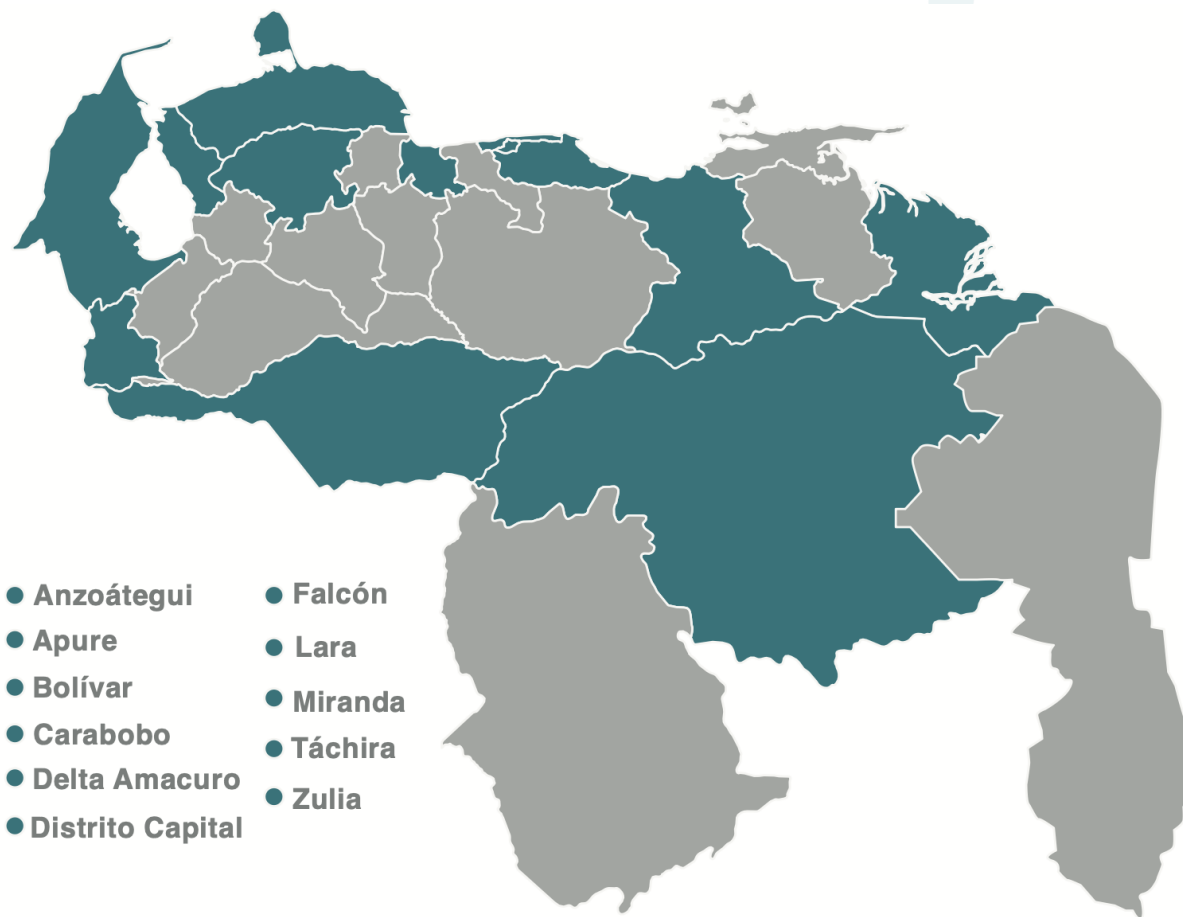 Anzoátegui
Apure
Bolívar
Carabobo
Delta Amacuro
Distrito Capital
Falcón
Lara
Miranda
Táchira
Zulia